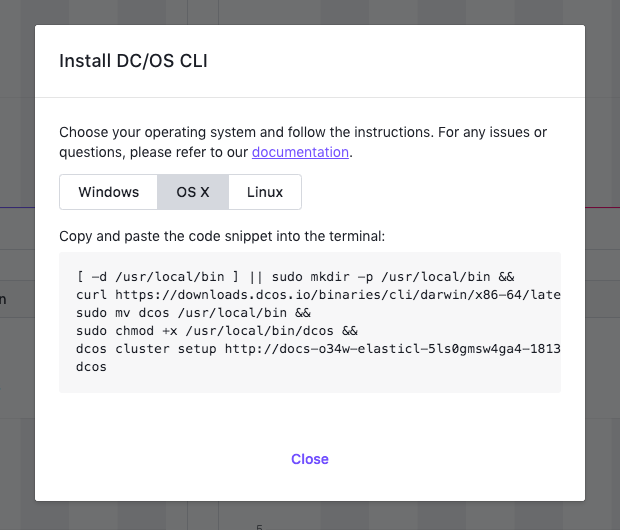 Install DC/OS CLI
Choose your operating system and follow the instructions. For any issues or
questions, please refer to our documentation.
Windows
OS X
Linux
Copy and paste the code snippet into the terminal:
[ -d /usr/local/bin ] || sudo mkdir -p /usr/local/bin &&
curl https://downloads.dcos.io/binaries/cli/darwin/x86-64/late
sudo mv dcos /usr/local/bin &&
sudo chmod +x /usr/local/bin/dcos &&
dcos cluster setup http://docs-o34w-elasticl-5ls0gmsw4ga4-1813
dcos
n
Close